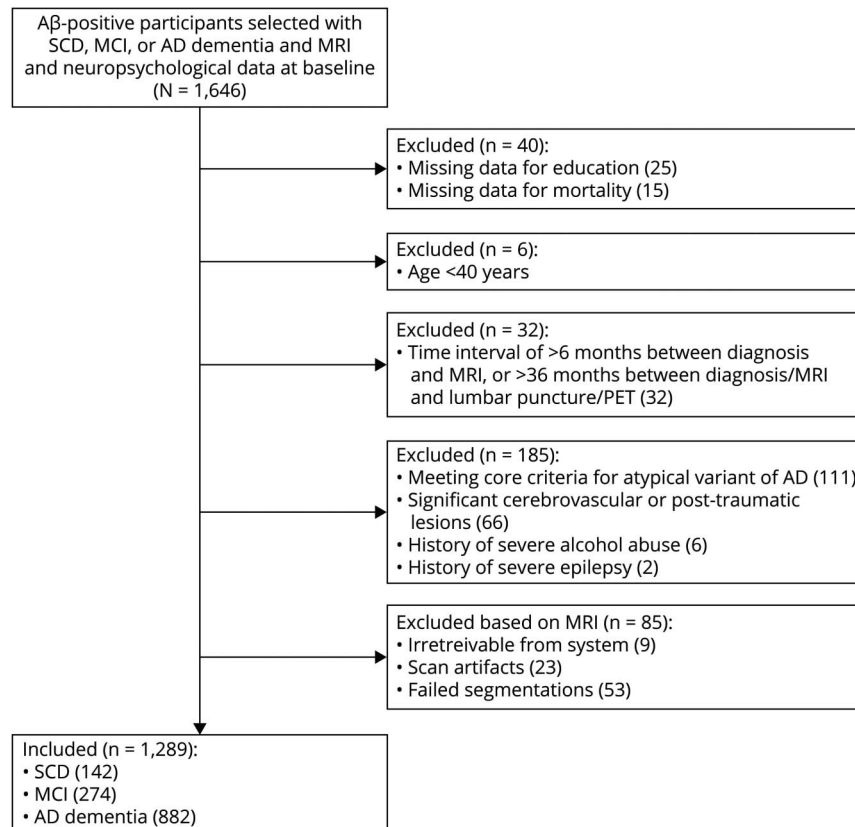 Aβ-positive participants selected with
SCD, MCI, or AD dementia and MRI
and neuropsychological data at baseline
(N = 1,646)
Excluded (n = 40):
• Missing data for education (25)
• Missing data for mortality (15)
Excluded (n = 6):
• Age <40 years
Excluded (n = 32):
• Time interval of >6 months between diagnosis
and MRI, or >36 months between diagnosis/MRI
and lumbar puncture/PET (32)
Excluded (n = 185):
• Meeting core criteria for atypical variant of AD (111)
• Significant cerebrovascular or post-traumatic
lesions (66)
• History of severe alcohol abuse (6)
• History of severe epilepsy (2)
Excluded based on MRI (n = 85):
• Irretreivable from system (9)
• Scan artifacts (23)
• Failed segmentations (53)
Included (n = 1,289):
• SCD (142)
• MCI (274)
• AD dementia (882)